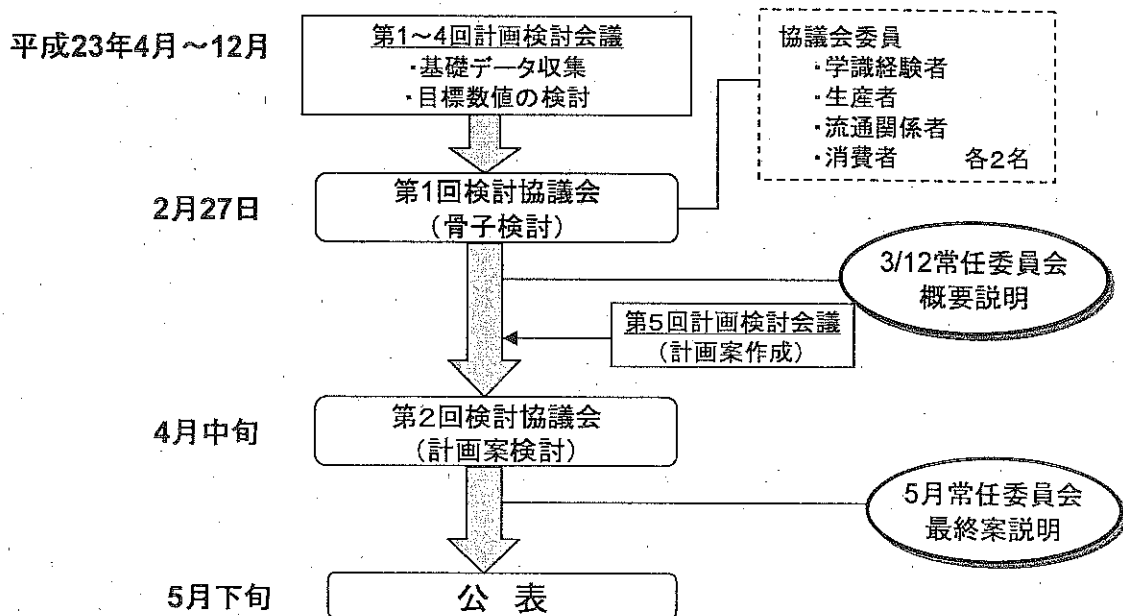 平成23年4月～12月
第1～4回計画検討会議
・基礎データ収集
・目標数値の検討
協議会委員
・学識経験者
・生産者
・流通関係者
・消費者　　各2名
2月27日
第1回検討協議会
（骨子検討）
3/12常任委員会
概要説明
第5回計画検討会議
（計画案作成）
4月中旬
第2回検討協議会
（計画案検討）
5月常任委員会
最終案説明
5月下旬
公　表